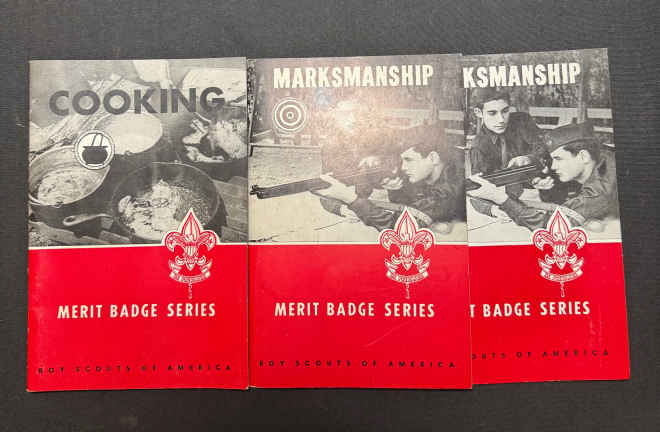 COOKING
MERIT BADGE SERIES
BOY SCOUTS OF AMERICA
MARKSMANSHIP
MERIT BADGE SERIES
BOY SCOUTS OF AMERICA
KSMANSHIP
T BADGE SERIES
OUTS OF AMERICA